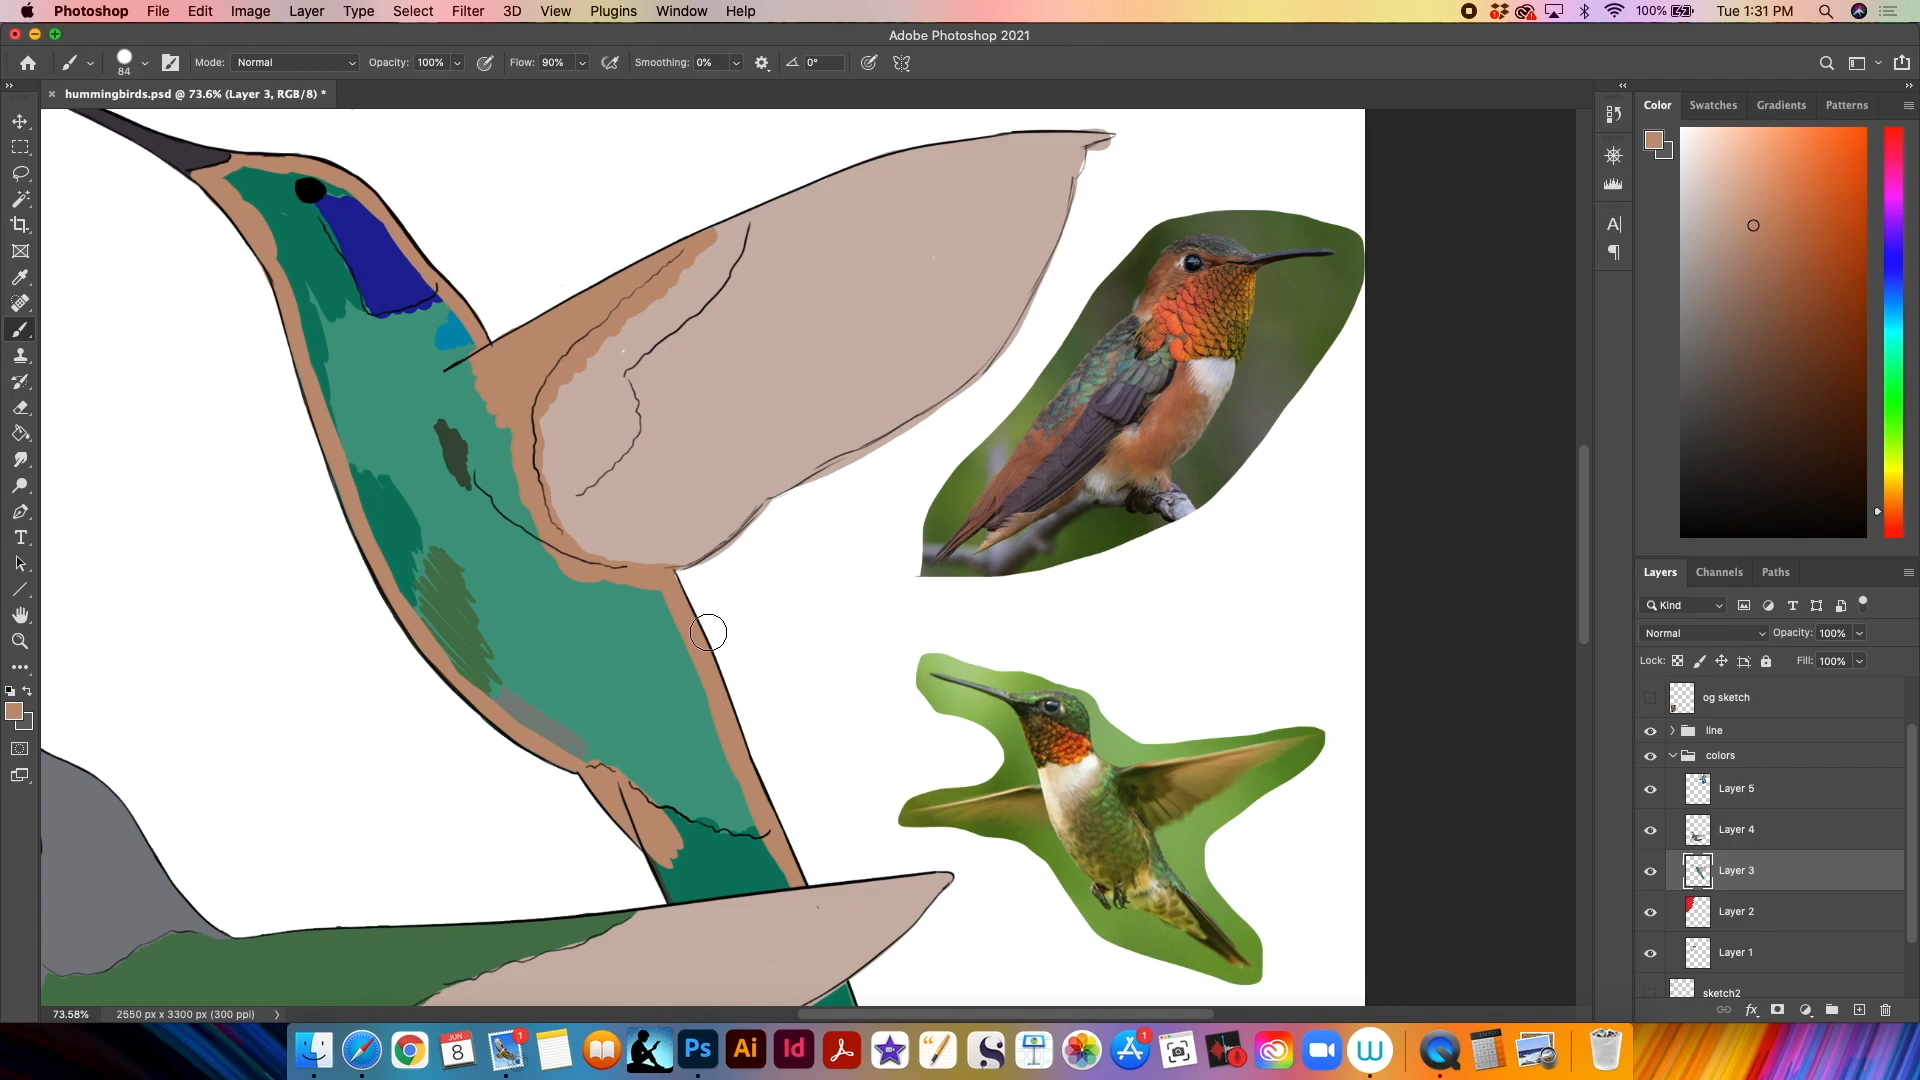 Photoshop File Edit Image Layer Type Select Filter 3D View Plugins Window Help 100% Tue 1:31 PM
Adobe Photoshop 2021
84 Mode: Normal Opacity: 100% Flow: 90% Smoothing: 0% 0°
hummingbirds.psd @ 73.6% (Layer 3, RGB/8) *
Color Swatches Gradients Patterns
Layers Channels Paths
Kind
Normal Opacity: 100%
Lock: Fill: 100%
og sketch
line
colors
Layer 5
Layer 4
Layer 3
Layer 2
Layer 1
sketch2
73.58% 2550 px x 3300 px (300 ppi)
JUN
8
1
Ps Ai Id
1
W